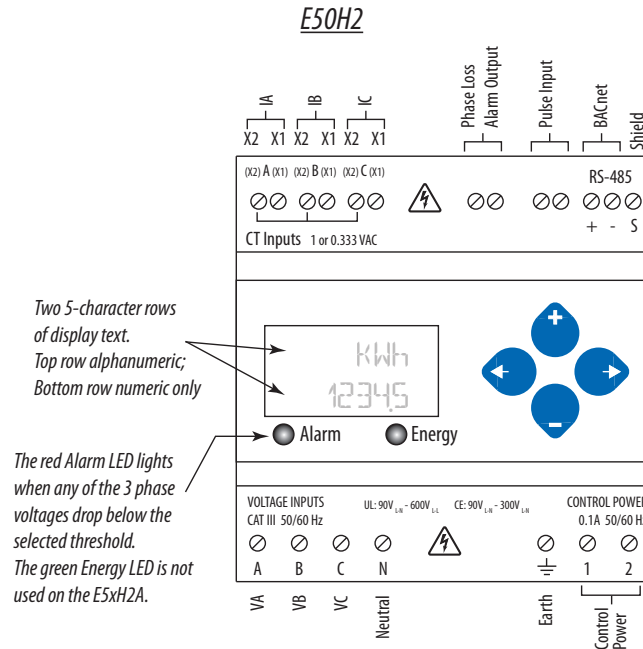 E50H2
IA IB IC
Phase Loss
Alarm Output
Pulse Input
BACnet
Shield
X2 X1 X2 X1 X2 X1
(X2) A (X1) (X2) B (X1) (X2) C (X1)
RS-485
+ - S
CT Inputs 1 or 0.333 VAC
Two 5-character rows
of display text.
Top row alphanumeric;
Bottom row numeric only
kWh
1234.5
+
-
Alarm
Energy
The red Alarm LED lights
when any of the 3 phase
voltages drop below the
selected threshold.
The green Energy LED is not
used on the E5xH2A.
VOLTAGE INPUTS
CAT III 50/60 Hz
UL: 90V L-N - 600V L-L CE: 90V L-N - 300V L-N
CONTROL POWER
0.1A 50/60 H
A B C N 1 2
VA VB VC Neutral
Earth
Control
Power